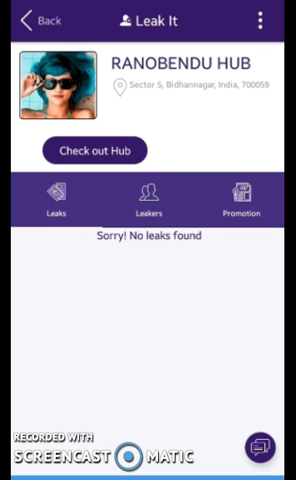 Back
Leak It
RANOBENDU HUB
Sector 5, Bidhannagar, India, 700059
Check out Hub
Leaks
Leakers
Promotion
Sorry! No leaks found
RECORDED WITH
SCREENCAST MATIC